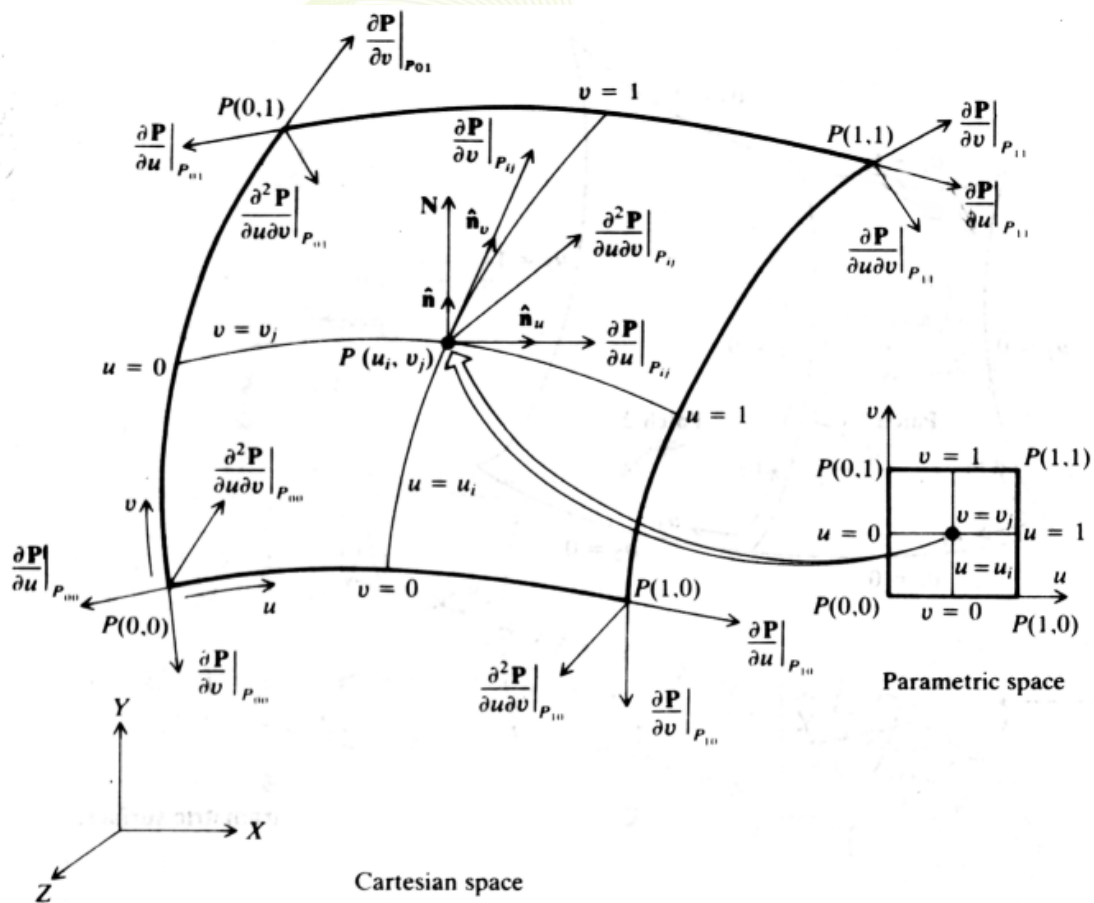 ∂P/∂v|P01
P(0,1)
v = 1
∂P/∂u|P01
∂P/∂v|Pij
P(1,1)
∂P/∂v|P11
∂²P/∂u∂v|P01
N
n̂v
∂²P/∂u∂v|Pij
∂P/∂u|P11
∂P/∂u∂v|P11
n̂
n̂u
v = vj
∂P/∂u|Pij
u = 0
P (ui, vj)
u = 1
v
P(0,1)
v = 1
P(1,1)
∂²P/∂u∂v|P00
u = ui
v
u = 0
v = vj
u = 1
∂P/∂u|P00
u = ui
u
u
v = 0
P(1,0)
P(0,0)
v = 0
P(1,0)
P(0,0)
∂P/∂v|P00
∂P/∂u|P10
∂²P/∂u∂v|P10
∂P/∂v|P10
Parametric space
Y
X
Z
Cartesian space